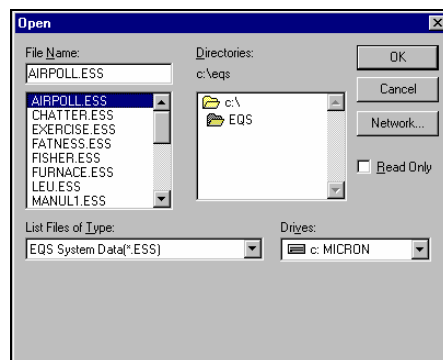 Open
File Name:
AIRPOLL.ESS
AIRPOLL.ESS
CHATTER.ESS
EXERCISE.ESS
FATNESS.ESS
FISHER.ESS
FURNACE.ESS
LEU.ESS
MANUL1.ESS
List Files of Type:
EQS System Data(*.ESS)
Directories:
c:\eqs
c:\
EQS
Drives:
c: MICRON
OK
Cancel
Network...
Read Only